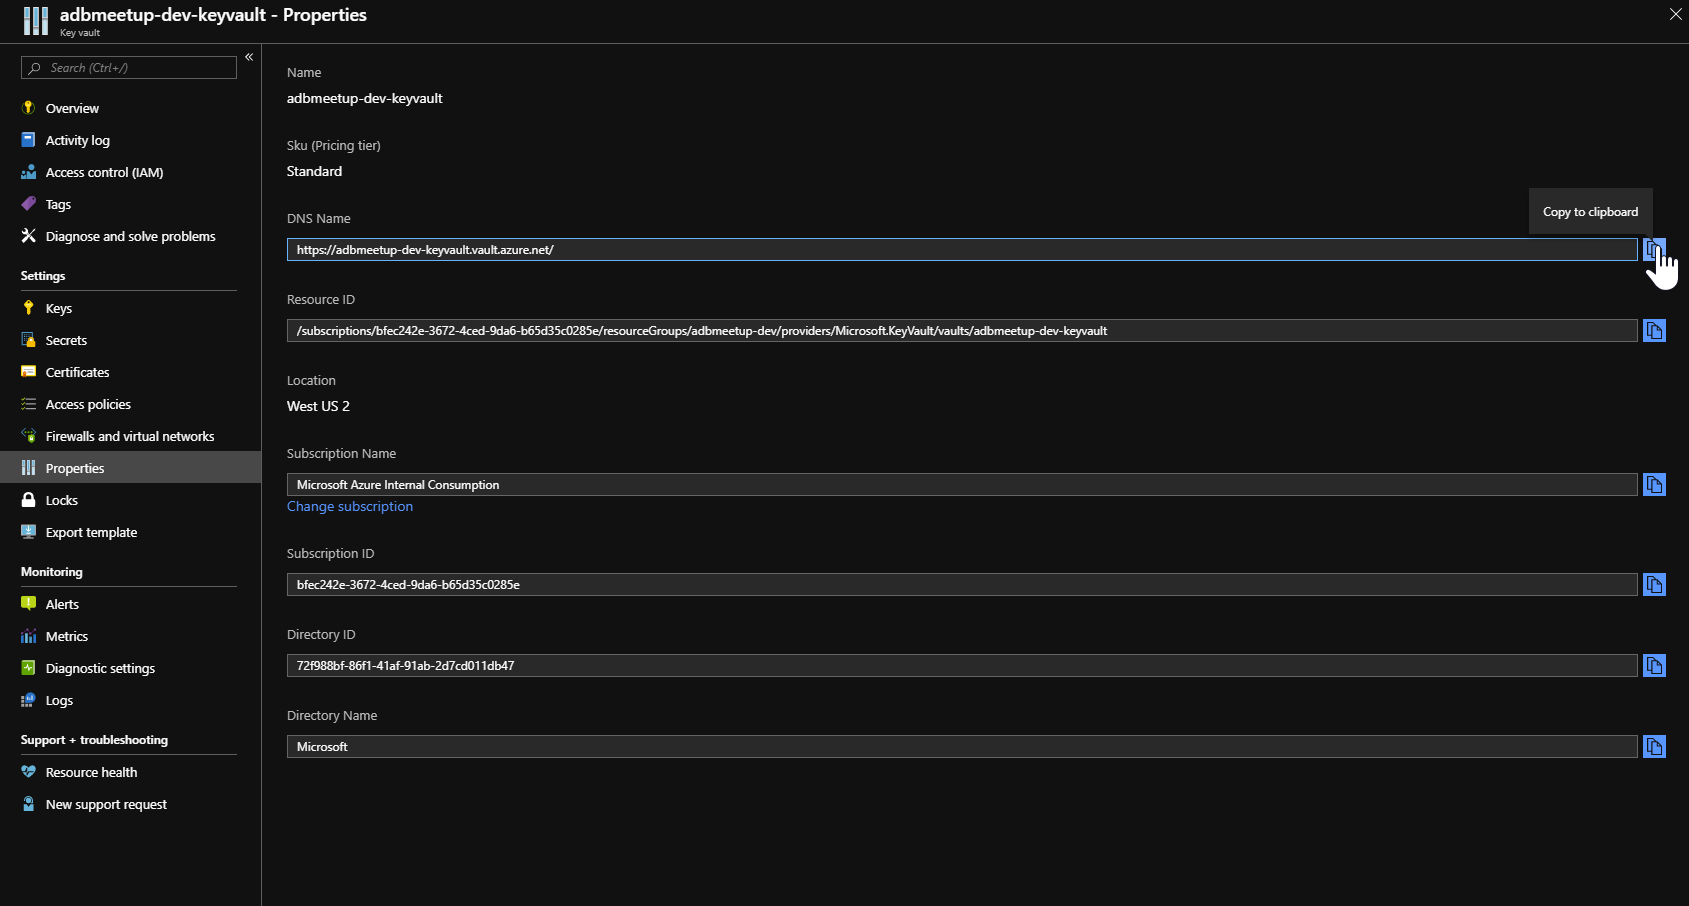 adbmeetup-dev-keyvault - Properties
Key vault
Search (Ctrl+/)
«
Overview
Activity log
Access control (IAM)
Tags
Diagnose and solve problems
Settings
Keys
Secrets
Certificates
Access policies
Firewalls and virtual networks
Properties
Locks
Export template
Monitoring
Alerts
Metrics
Diagnostic settings
Logs
Support + troubleshooting
Resource health
New support request
Name
adbmeetup-dev-keyvault
Sku (Pricing tier)
Standard
DNS Name
Copy to clipboard
https://adbmeetup-dev-keyvault.vault.azure.net/
Resource ID
/subscriptions/bfec242e-3672-4ced-9da6-b65d35c0285e/resourceGroups/adbmeetup-dev/providers/Microsoft.KeyVault/vaults/adbmeetup-dev-keyvault
Location
West US 2
Subscription Name
Microsoft Azure Internal Consumption
Change subscription
Subscription ID
bfec242e-3672-4ced-9da6-b65d35c0285e
Directory ID
72f988bf-86f1-41af-91ab-2d7cd011db47
Directory Name
Microsoft